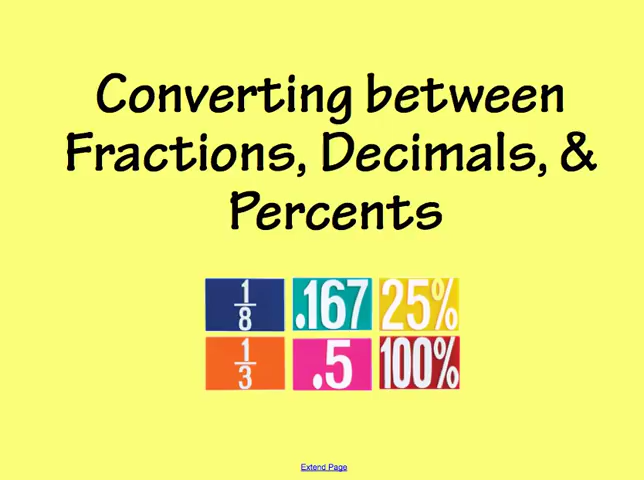 Converting between
Fractions, Decimals, &
Percents
1/8 .167 25%
1/3 .5 100%
Extend Page